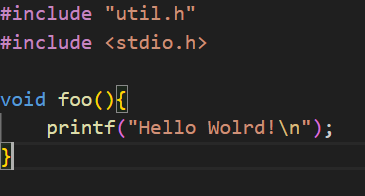 #include "util.h"
#include <stdio.h>
void foo(){
    printf("Hello Wolrd!\n");
}